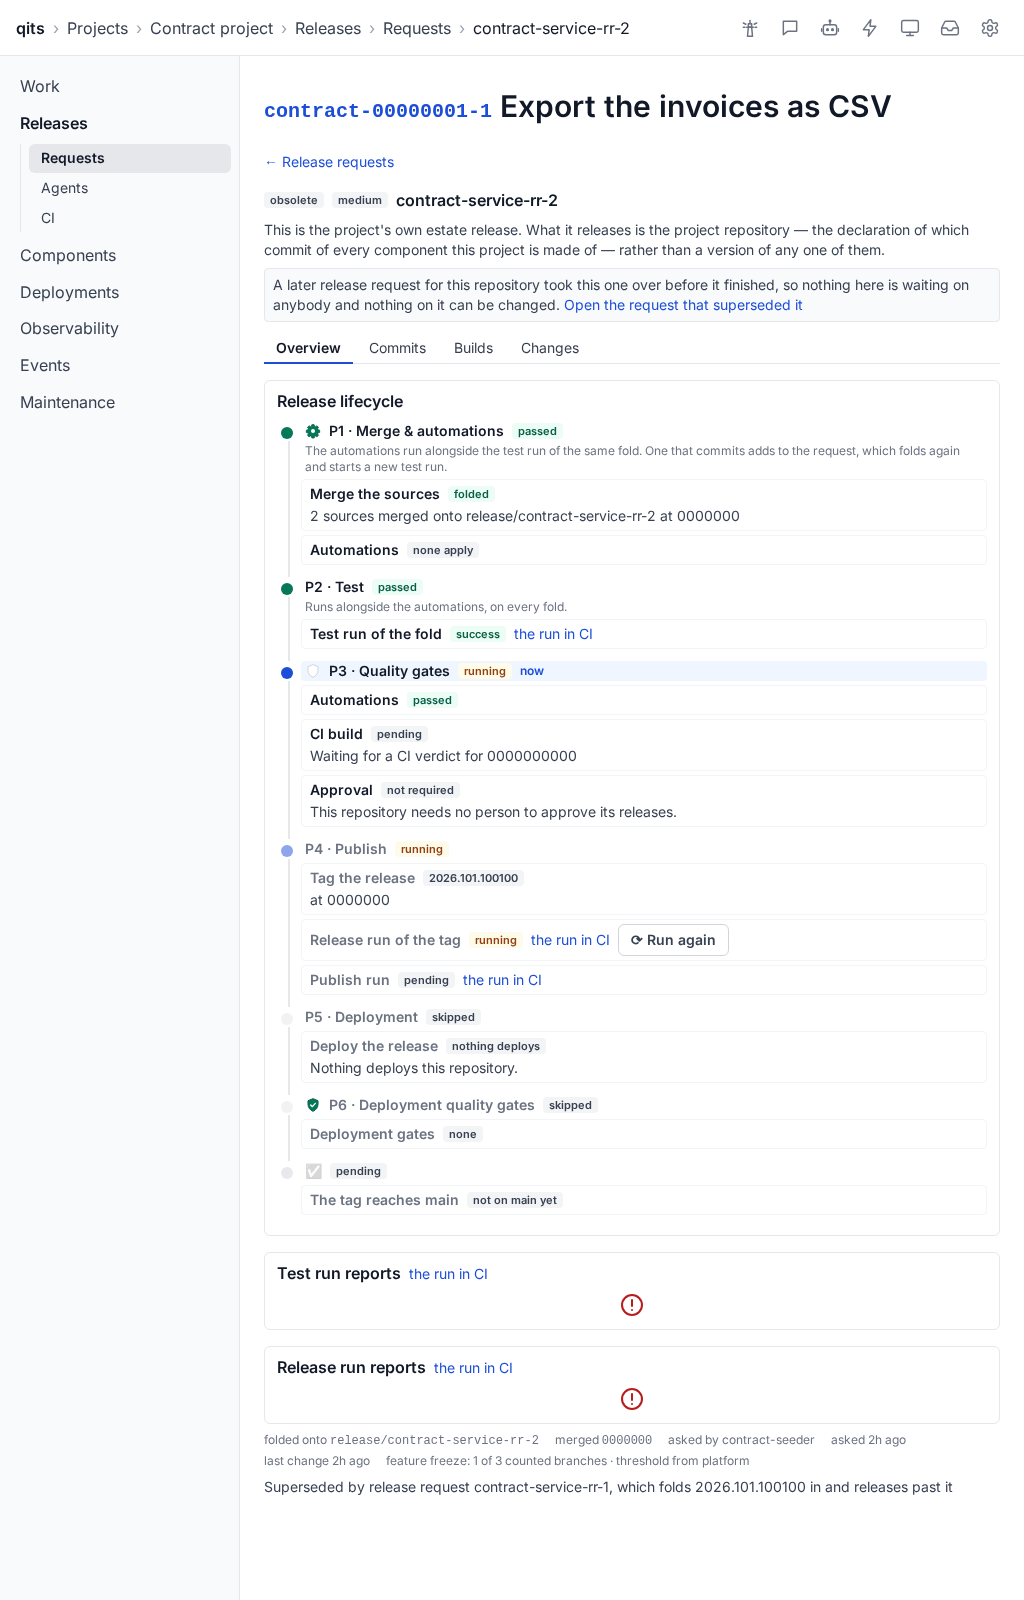 qits › Projects › Contract project › Releases › Requests › contract-service-rr-2
Work
Releases
Requests
Agents
CI
Components
Deployments
Observability
Events
Maintenance
contract-00000001-1 Export the invoices as CSV
← Release requests
obsolete medium contract-service-rr-2
This is the project's own estate release. What it releases is the project repository — the declaration of which
commit of every component this project is made of — rather than a version of any one of them.
A later release request for this repository took this one over before it finished, so nothing here is waiting on
anybody and nothing on it can be changed. Open the request that superseded it
Overview Commits Builds Changes
Release lifecycle
P1 · Merge & automations passed
The automations run alongside the test run of the same fold. One that commits adds to the request, which folds again
and starts a new test run.
Merge the sources folded
2 sources merged onto release/contract-service-rr-2 at 0000000
Automations none apply
P2 · Test passed
Runs alongside the automations, on every fold.
Test run of the fold success the run in CI
P3 · Quality gates running now
Automations passed
CI build pending
Waiting for a CI verdict for 0000000000
Approval not required
This repository needs no person to approve its releases.
P4 · Publish running
Tag the release 2026.101.100100
at 0000000
Release run of the tag running the run in CI ⟳ Run again
Publish run pending the run in CI
P5 · Deployment skipped
Deploy the release nothing deploys
Nothing deploys this repository.
P6 · Deployment quality gates skipped
Deployment gates none
✅ pending
The tag reaches main not on main yet
Test run reports the run in CI
Release run reports the run in CI
folded onto release/contract-service-rr-2 merged 0000000 asked by contract-seeder asked 2h ago
last change 2h ago feature freeze: 1 of 3 counted branches · threshold from platform
Superseded by release request contract-service-rr-1, which folds 2026.101.100100 in and releases past it